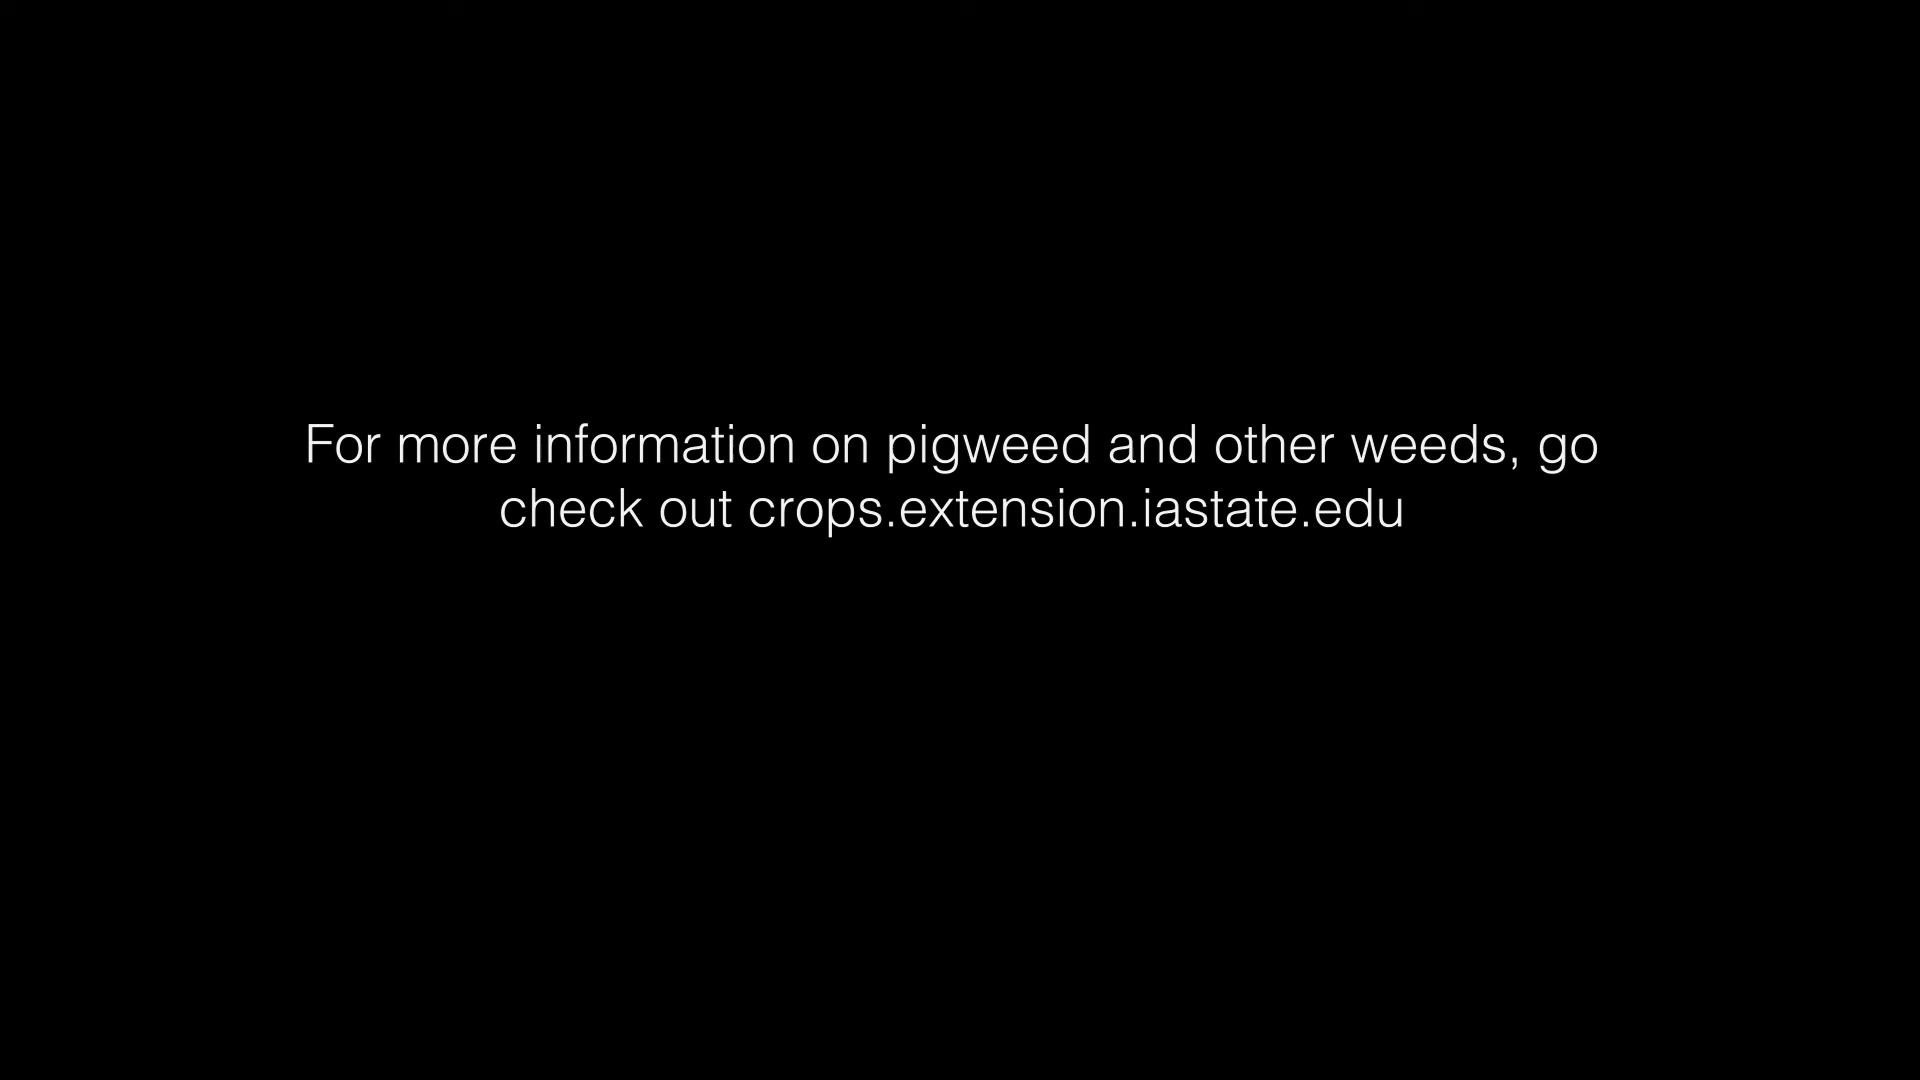 For more information on pigweed and other weeds, go
check out crops.extension.iastate.edu